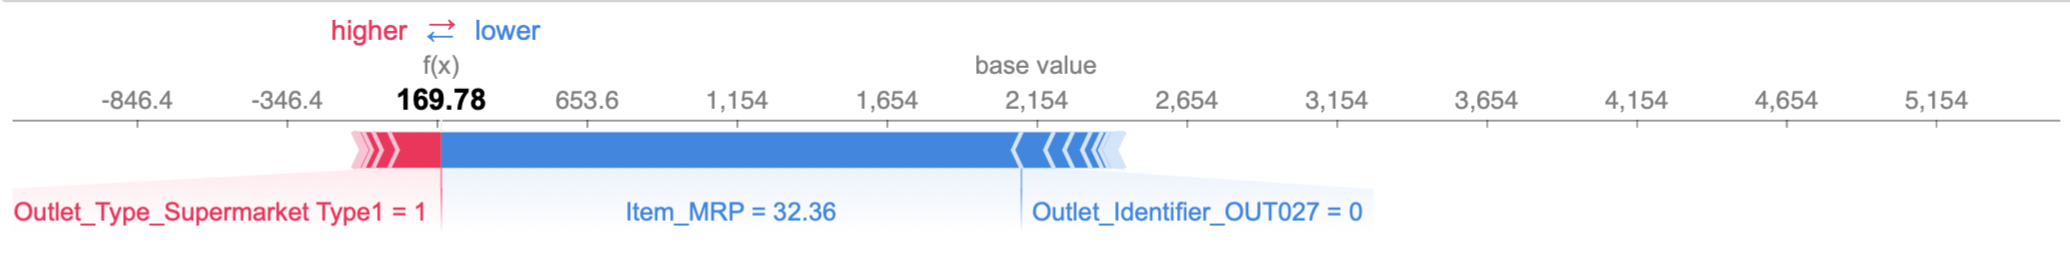 higher ⇄ lower
f(x) base value
-846.4 -346.4 169.78 653.6 1,154 1,654 2,154 2,654 3,154 3,654 4,154 4,654 5,154
Outlet_Type_Supermarket Type1 = 1 Item_MRP = 32.36 Outlet_Identifier_OUT027 = 0